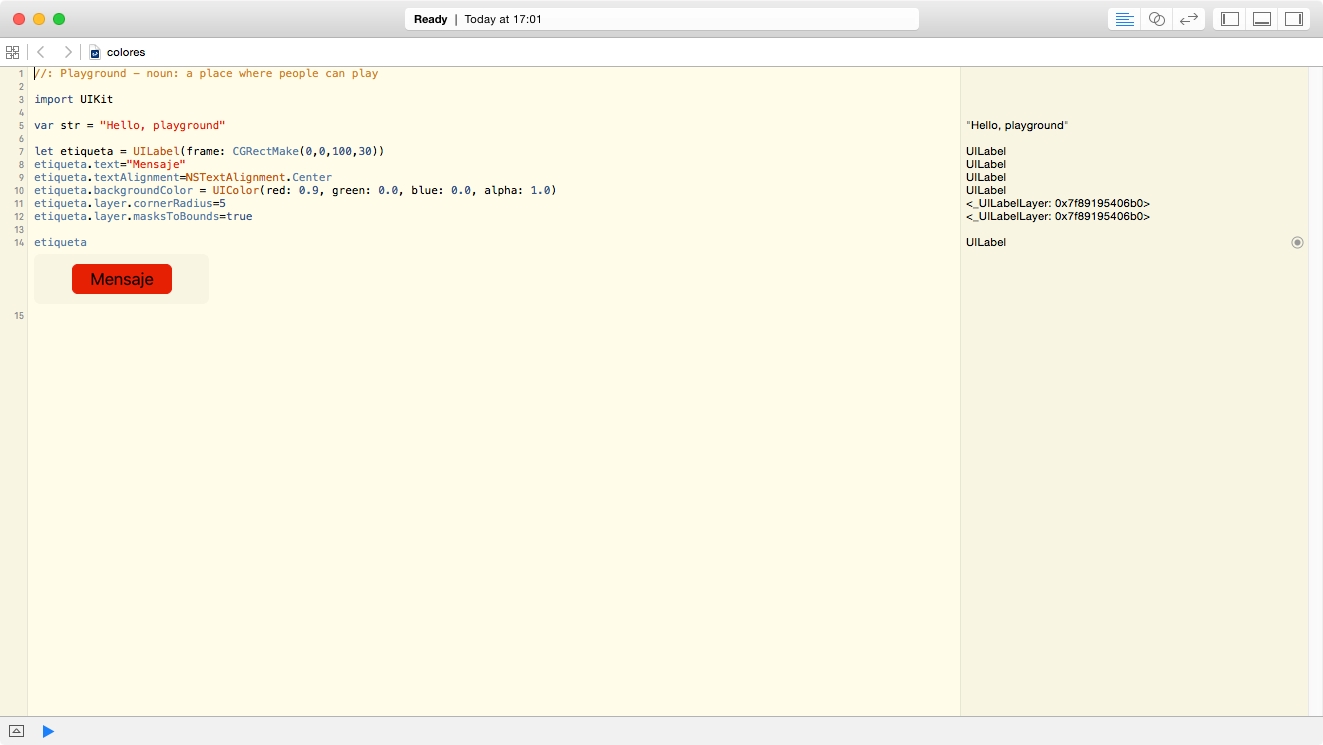 Ready | Today at 17:01
colores
1 //: Playground - noun: a place where people can play
2
3 import UIKit
4
5 var str = "Hello, playground" "Hello, playground"
6
7 let etiqueta = UILabel(frame: CGRectMake(0,0,100,30)) UILabel
8 etiqueta.text="Mensaje" UILabel
9 etiqueta.textAlignment=NSTextAlignment.Center UILabel
10 etiqueta.backgroundColor = UIColor(red: 0.9, green: 0.0, blue: 0.0, alpha: 1.0) UILabel
11 etiqueta.layer.cornerRadius=5 <_UILabelLayer: 0x7f89195406b0>
12 etiqueta.layer.masksToBounds=true <_UILabelLayer: 0x7f89195406b0>
13
14 etiqueta UILabel
Mensaje
15